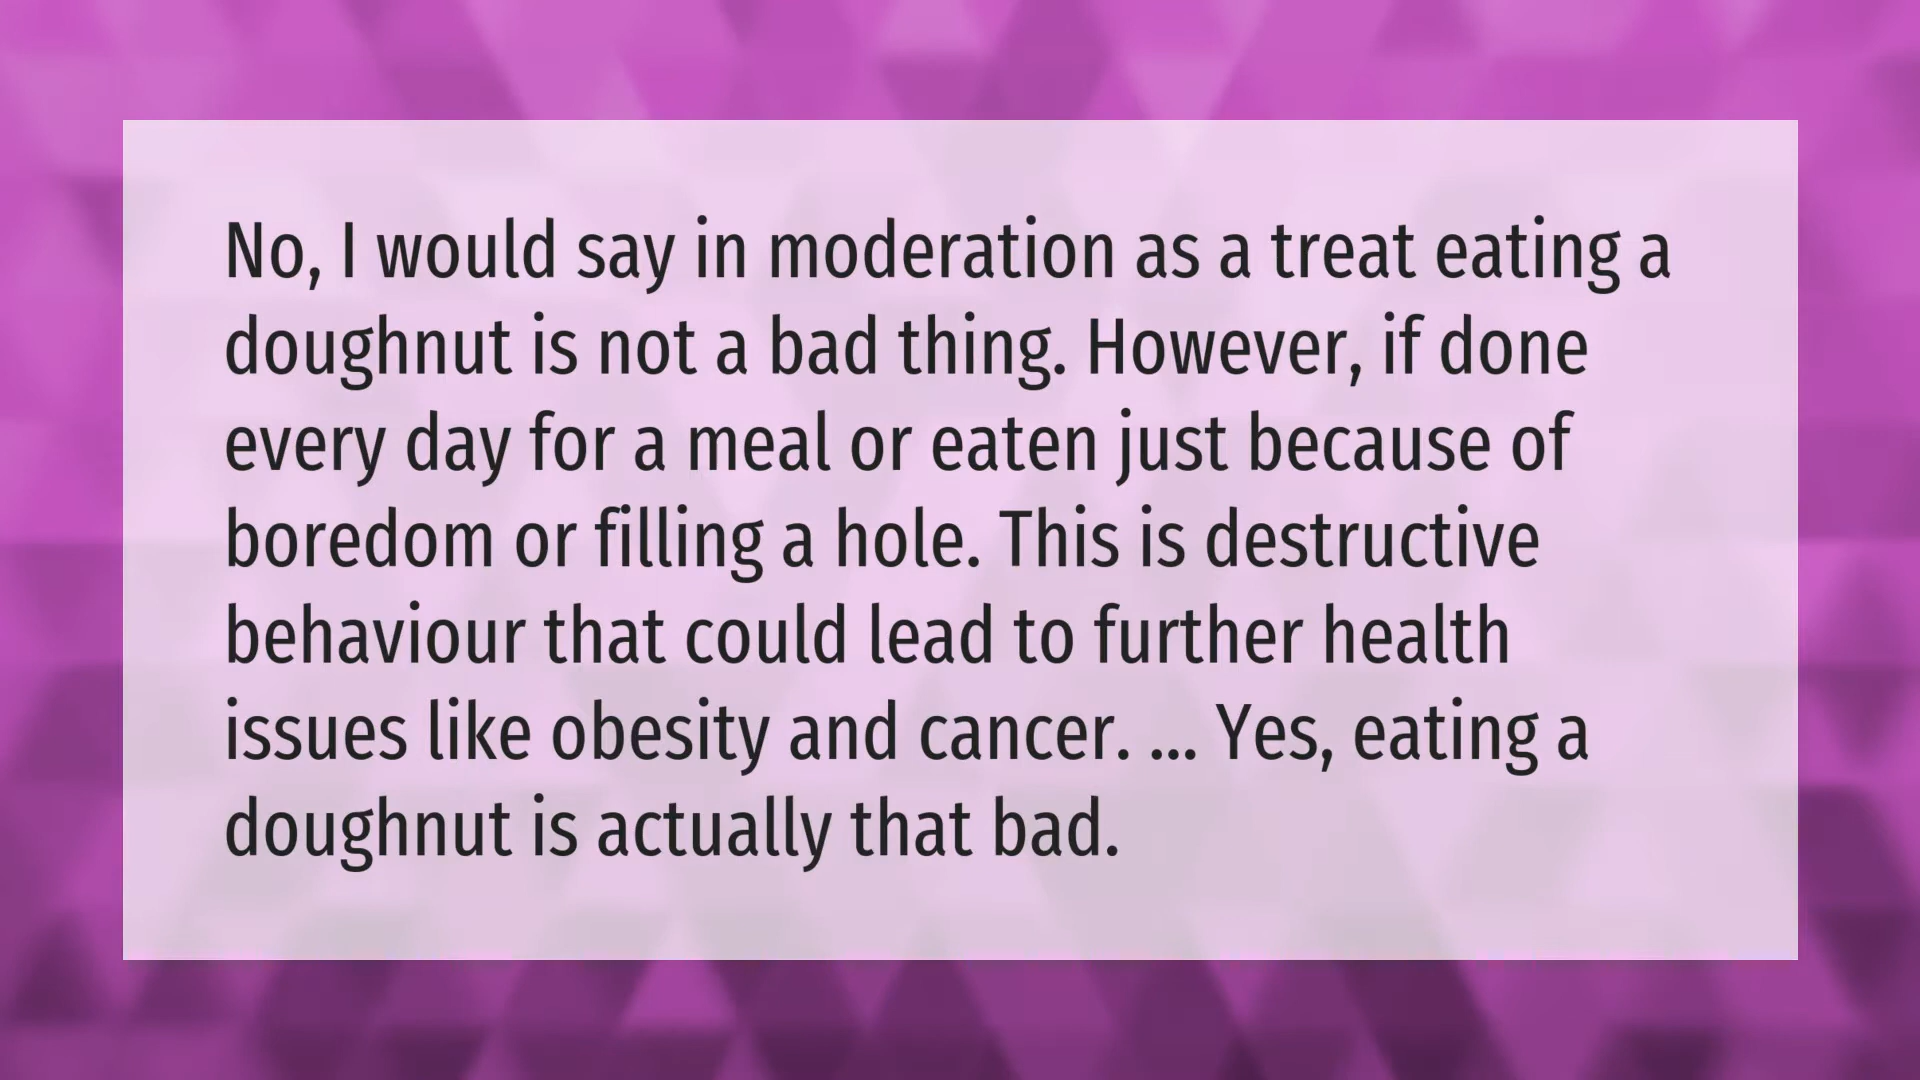 No, I would say in moderation as a treat eating a
doughnut is not a bad thing. However, if done
every day for a meal or eaten just because of
boredom or filling a hole. This is destructive
behaviour that could lead to further health
issues like obesity and cancer. ... Yes, eating a
doughnut is actually that bad.